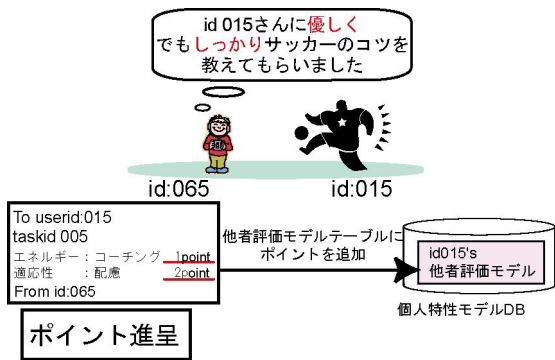 id 015さんに優しく
でもしっかりサッカーのコツを
教えてもらいました
id:065
id:015
To userid:015
taskid 005
エネルギー：コーチング 1point
適応性 ：配慮 2point
From id:065
他者評価モデルテーブルに
ポイントを追加
id015's
他者評価モデル
個人特性モデルDB
ポイント進呈